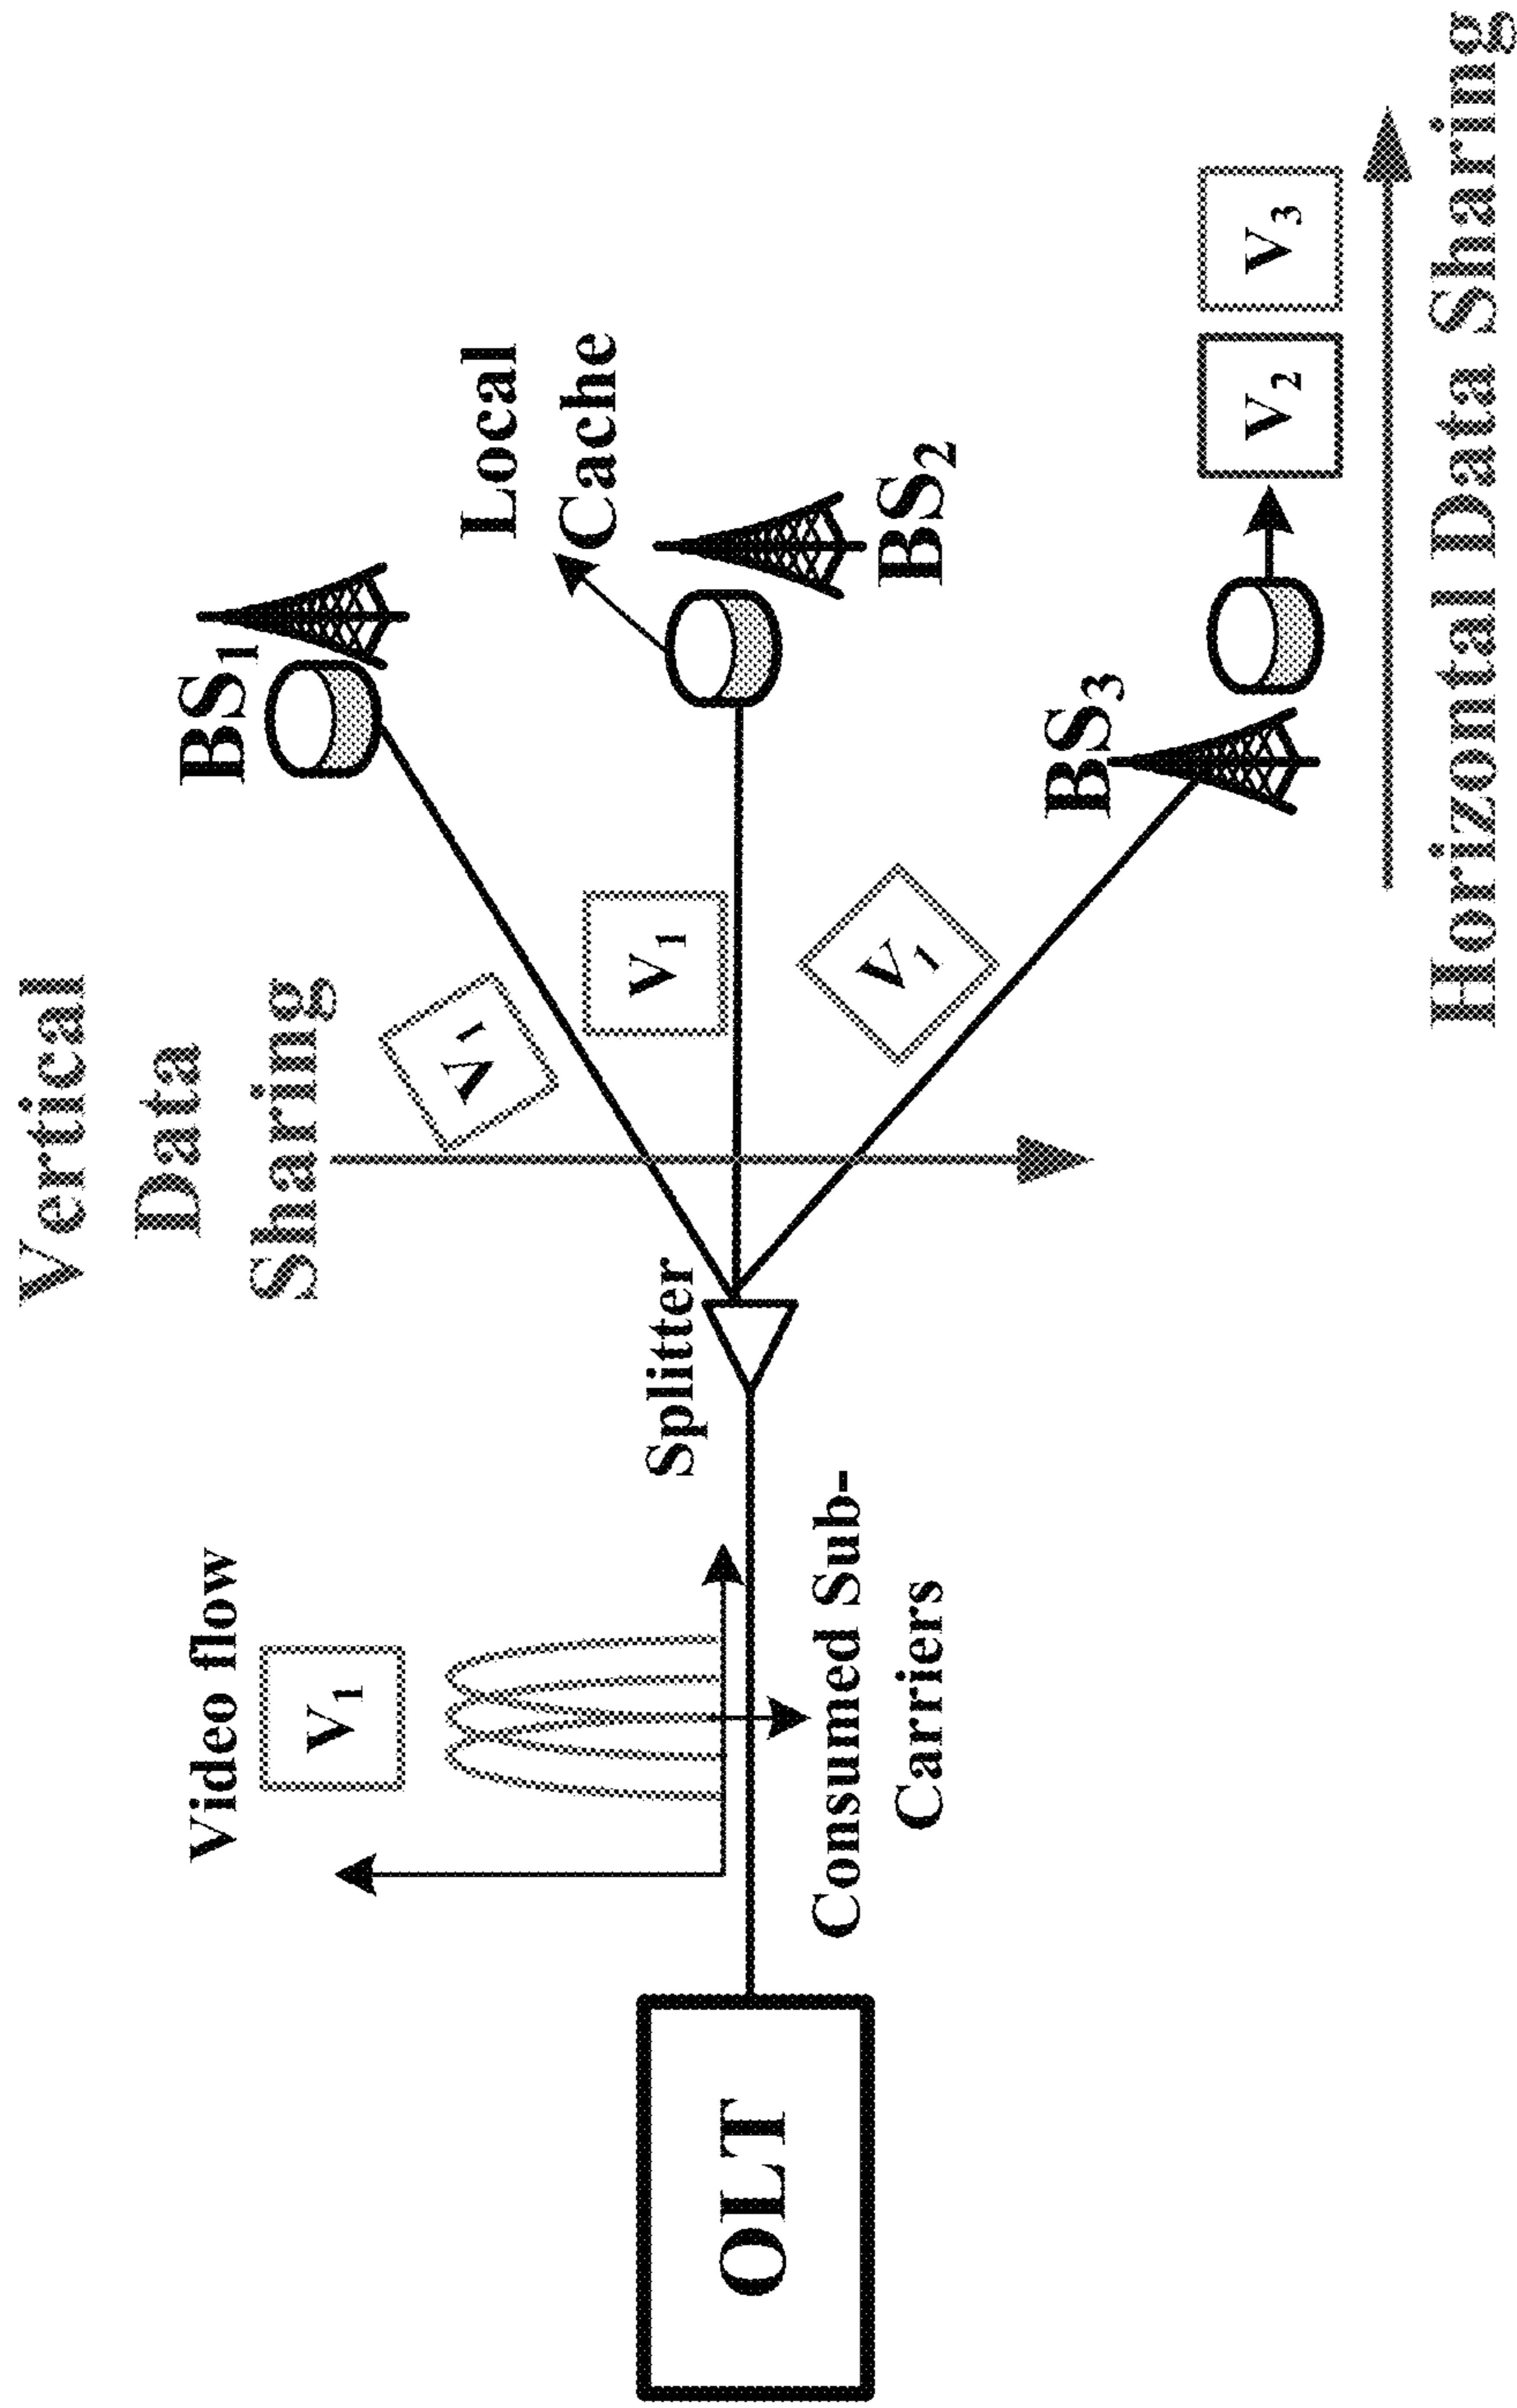 Vertical
Data
Sharing
Video flow
V1
BS1
V1
Local
Cache
V1
Splitter
BS2
OLT
Consumed Sub-
Carriers
V1
BS3
V2
V3
Horizontal Data Sharing